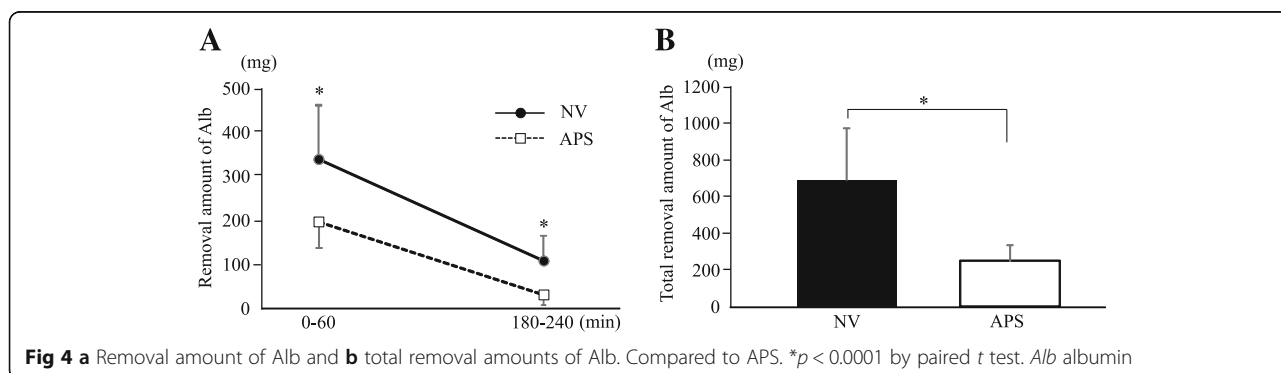 A
(mg)
500
400
300
200
100
0
Removal amount of Alb
*
*
NV
APS
0-60
180-240 (min)
B
(mg)
1200
1000
800
600
400
200
0
Total removal amount of Alb
*
NV
APS
Fig 4 a Removal amount of Alb and b total removal amounts of Alb. Compared to APS. *p < 0.0001 by paired t test. Alb albumin